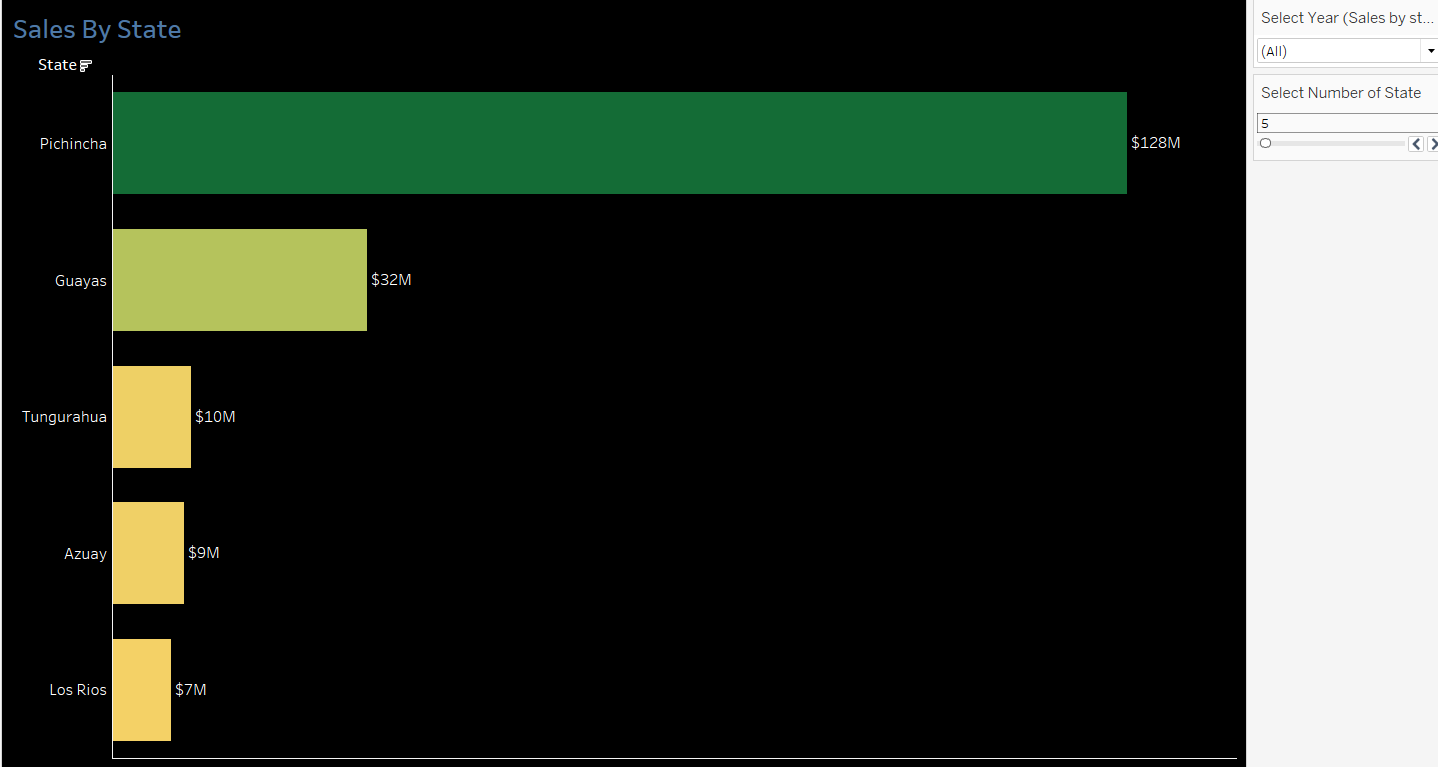 Sales By State
State
Pichincha
$128M
Guayas
$32M
Tungurahua
$10M
Azuay
$9M
Los Rios
$7M
Select Year (Sales by st...
(All)
Select Number of State
5